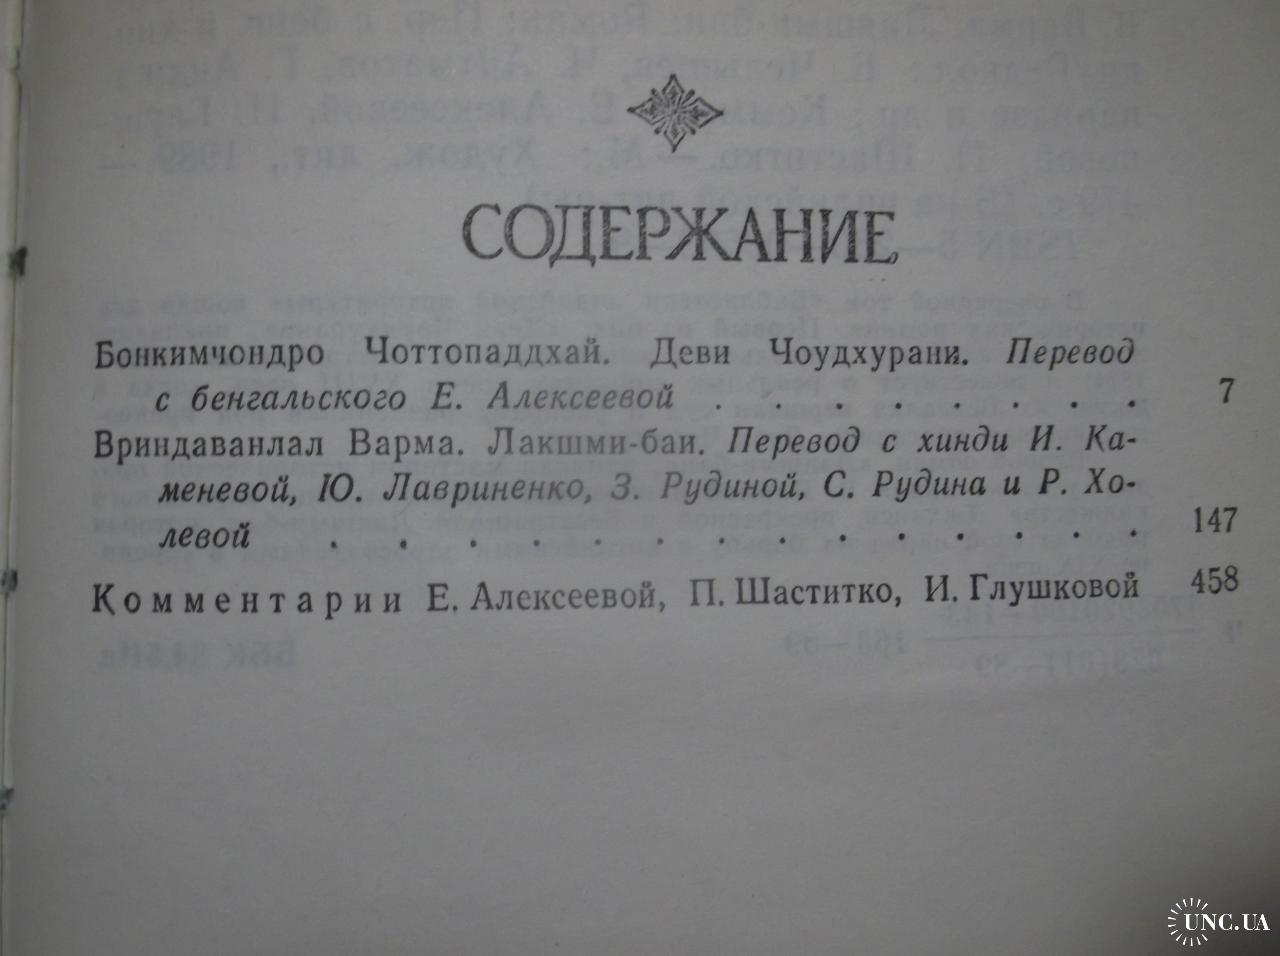 СОДЕРЖАНИЕ
Бонкимчондро Чоттопаддхай. Деви Чоудхурани. Перевод
с бенгальского Е. Алексеевой . . . . . . . . 7
Вриндаванлал Варма. Лакшми-баи. Перевод с хинди И. Ка-
меневой, Ю. Лавриненко, З. Рудиной, С. Рудина и Р. Хо-
левой . . . . . . . . . . . . . 147
Комментарии Е. Алексеевой, П. Шаститко, И. Глушковой 458
UNC.UA